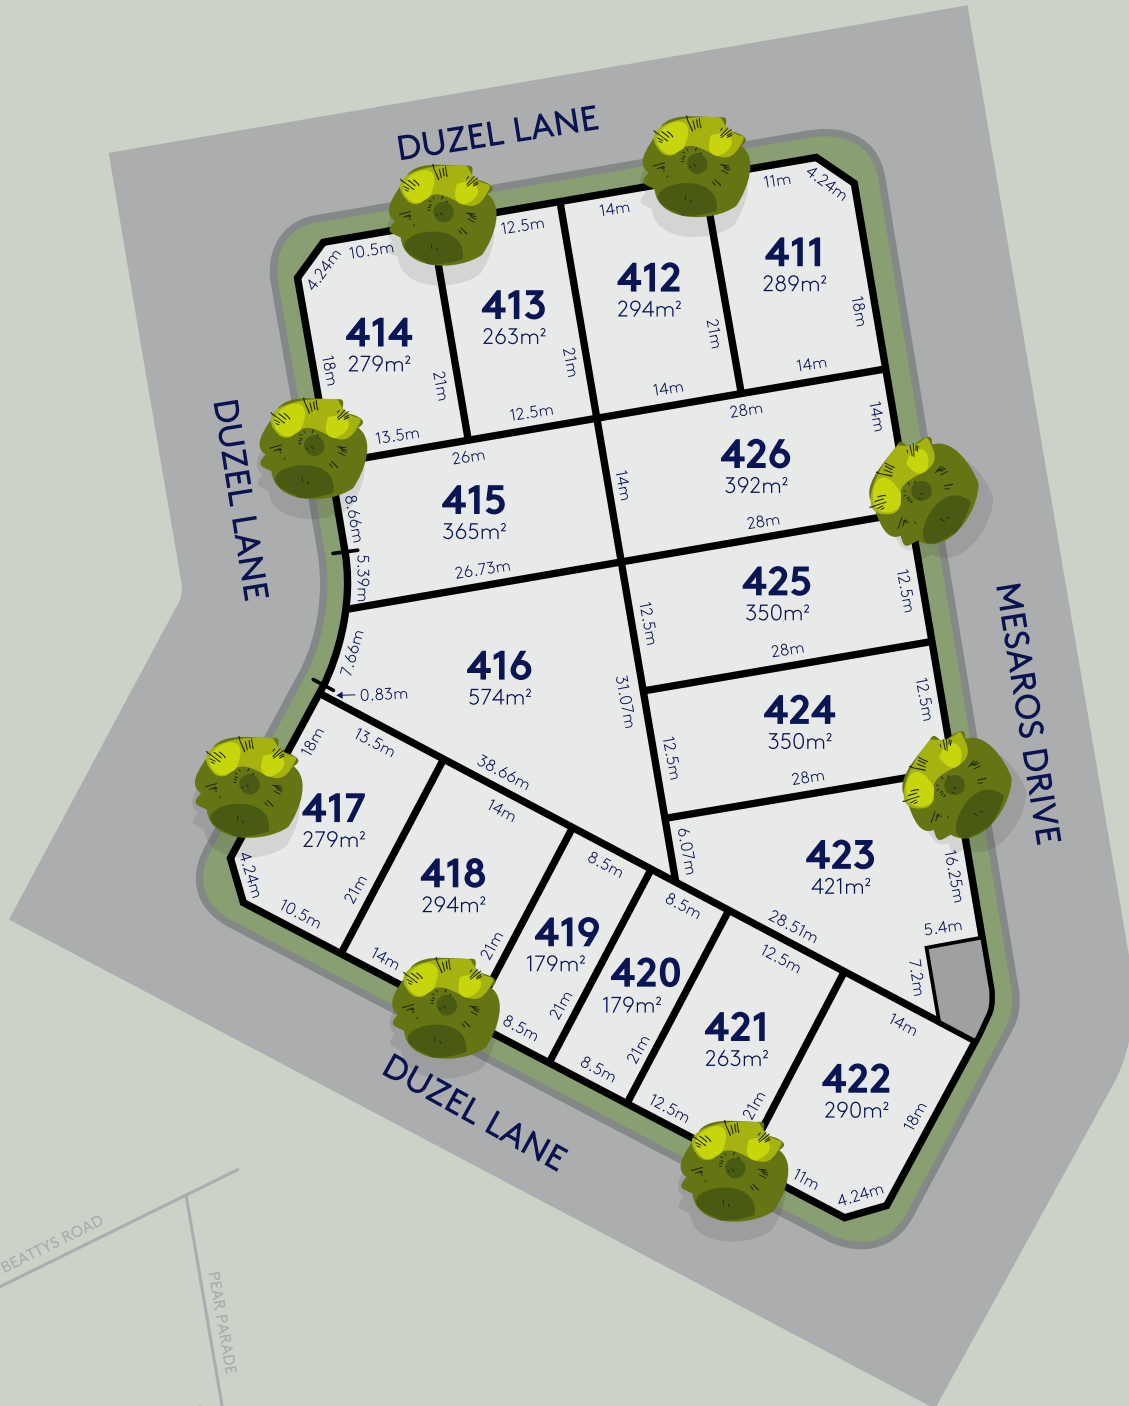 DUZEL LANE
4.24m
10.5m
414
279m²
18m
21m
13.5m
12.5m
413
263m²
21m
12.5m
14m
412
294m²
21m
14m
11m
4.24m
411
289m²
18m
14m
DUZEL LANE
26m
415
365m²
8.66m
5.39m
26.73m
28m
14m
426
392m²
14m
28m
425
350m²
12.5m
12.5m
28m
MESAROS DRIVE
7.66m
0.83m
416
574m²
31.07m
38.66m
424
350m²
12.5m
12.5m
28m
18m
13.5m
417
279m²
4.24m
10.5m
21m
14m
418
294m²
14m
21m
8.5m
419
179m²
21m
8.5m
6.07m
423
421m²
16.25m
5.4m
7.2m
28.51m
8.5m
420
179m²
21m
8.5m
12.5m
421
263m²
21m
12.5m
14m
422
290m²
18m
11m
4.24m
DUZEL LANE
BEATTYS ROAD
PEAR PARADE